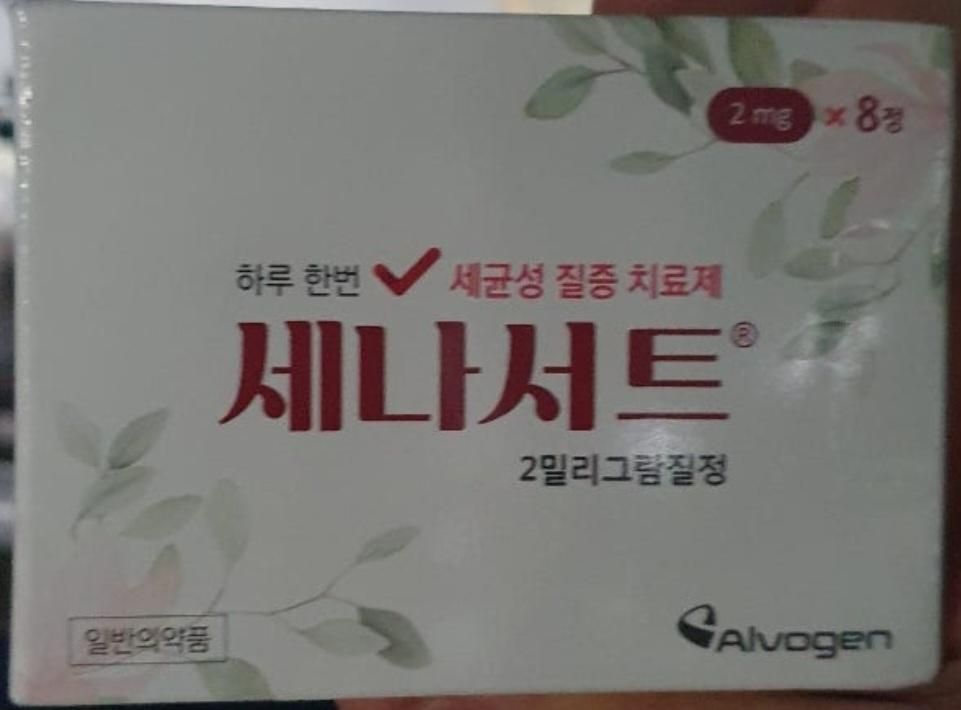 2 mg × 8정
하루 한번 ✓ 세균성 질증 치료제
세나서트®
2밀리그람질정
일반의약품
Alvogen